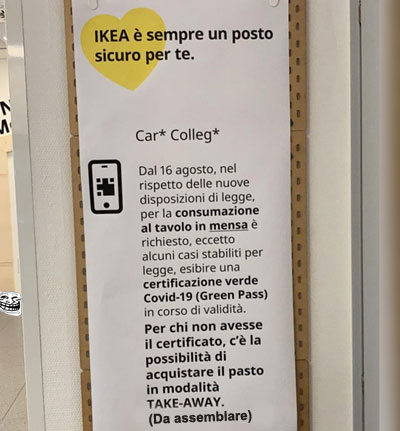 IKEA è sempre un posto
sicuro per te.
Car* Colleg*
Dal 16 agosto, nel
rispetto delle nuove
disposizioni di legge,
per la consumazione
al tavolo in mensa è
richiesto, eccetto
alcuni casi stabiliti per
legge, esibire una
certificazione verde
Covid-19 (Green Pass)
in corso di validità.
Per chi non avesse
il certificato, c'è la
possibilità di
acquistare il pasto
in modalità
TAKE-AWAY.
(Da assemblare)